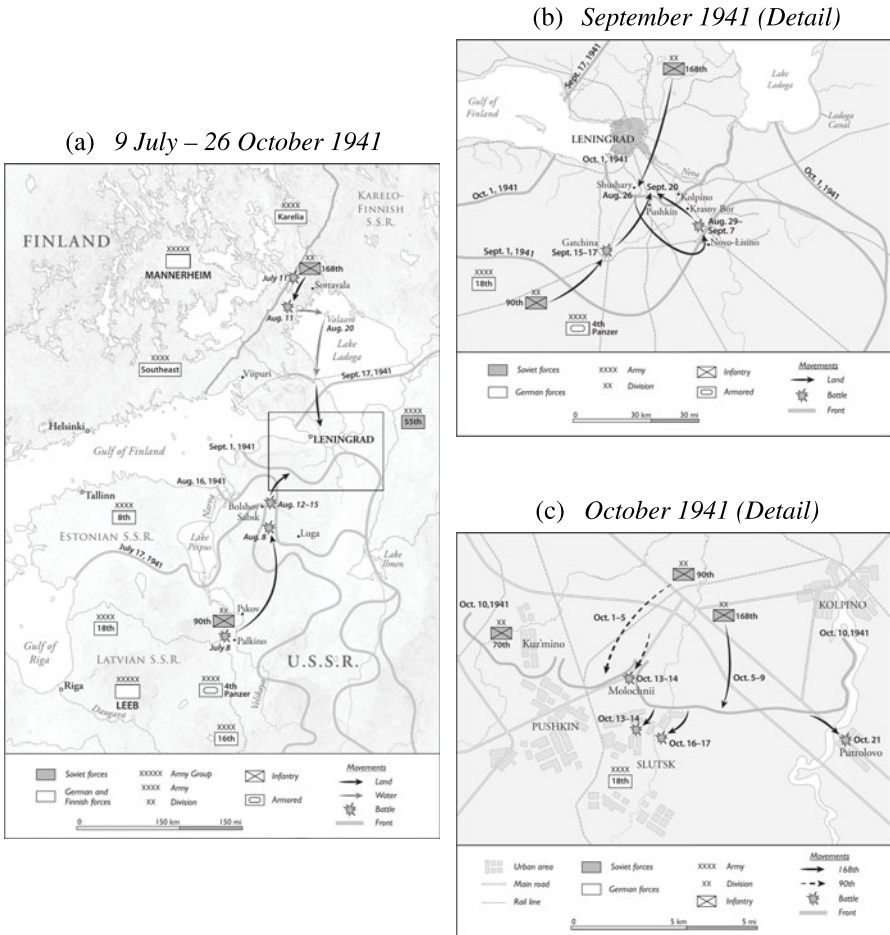 (a) 9 July – 26 October 1941
XXXX
Karelia
KARELO-
FINNISH
S.S.R.
FINLAND
XXXXX
MANNERHEIM
XX
168th
July 11
Sortavala
Aug. 11
Valaam
Aug. 20
Lake
Ladoga
XXXX
Southeast
Viipuri
Sept. 17, 1941
XXXX
55th
Helsinki
LENINGRAD
Gulf of Finland
Sept. 1, 1941
Aug. 16, 1941
Tallinn
Narva
Bolshoy
Sabsk
Aug. 12–15
XXXX
8th
Aug. 8
Luga
ESTONIAN S.S.R.
Lake
Peipus
July 17, 1941
Lake
Ilmen
Pskov
XX
90th
XXXX
18th
Palkino
July 8
Gulf of
Riga
LATVIAN S.S.R.
U.S.S.R.
Riga
XXXXX
LEEB
XXXX
4th
Panzer
Velikaya
Daugava
XXXX
16th
Soviet forces
German and
Finnish forces
XXXXX Army Group
XXXX Army
XX Division
Infantry
Armored
Movements
Land
Water
Battle
Front
0 150 km 150 mi
(b) September 1941 (Detail)
Sept. 17, 1941
XX
168th
Lake
Ladoga
Gulf of
Finland
Ladoga
Canal
LENINGRAD
Oct. 1, 1941
Neva
Oct. 1, 1941
Shushary
Aug. 26
Sept. 20
Kolpino
Oct. 1, 1941
Pushkin
Krasny Bor
Aug. 29–
Sept. 7
Gatchina
Sept. 15–17
Novo-Lisino
Sept. 1, 1941
XXXX
18th
XX
90th
XXXX
4th
Panzer
Soviet forces
German forces
XXXX Army
XX Division
Infantry
Armored
Movements
Land
Battle
Front
0 30 km 30 mi
(c) October 1941 (Detail)
XX
90th
Oct. 10, 1941
Oct. 1–5
XX
168th
KOLPINO
XX
70th
Kuz'mino
Oct. 10, 1941
Oct. 13–14
Molochnii
Oct. 5–9
PUSHKIN
Oct. 13–14
Oct. 16–17
Oct. 21
Putrolovo
SLUTSK
XXXX
18th
Urban area
Main road
Rail line
Soviet forces
German forces
XXXX Army
XX Division
Infantry
Movements
168th
90th
Battle
Front
0 5 km 5 mi